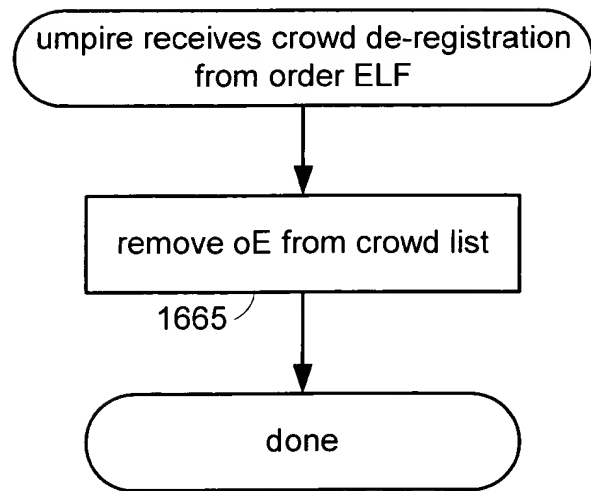 umpire receives crowd de-registration
from order ELF
remove oE from crowd list
1665
done